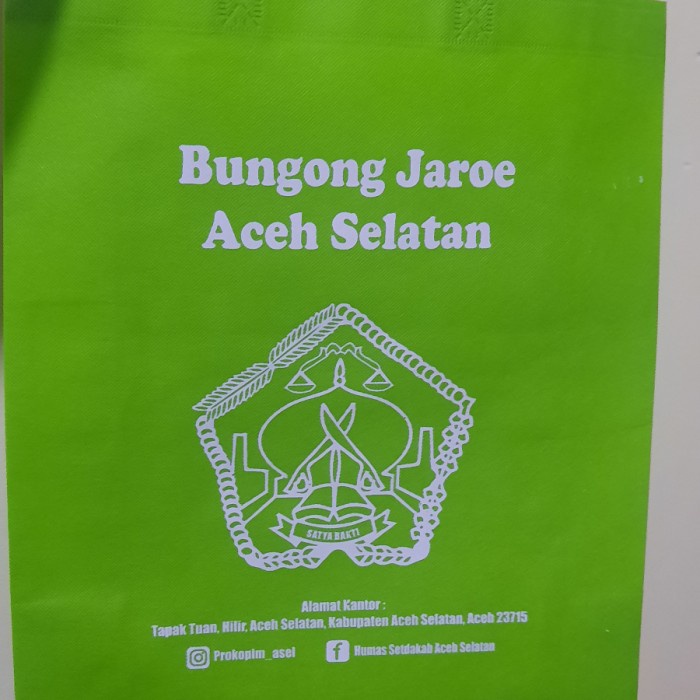 Bungong Jaroe
Aceh Selatan
SATYA BAKTI
Alamat Kantor :
Tapak Tuan, Hilir, Aceh Selatan, Kabupaten Aceh Selatan, Aceh 23715
Prokopim_asel
Humas Setdakab Aceh Selatan